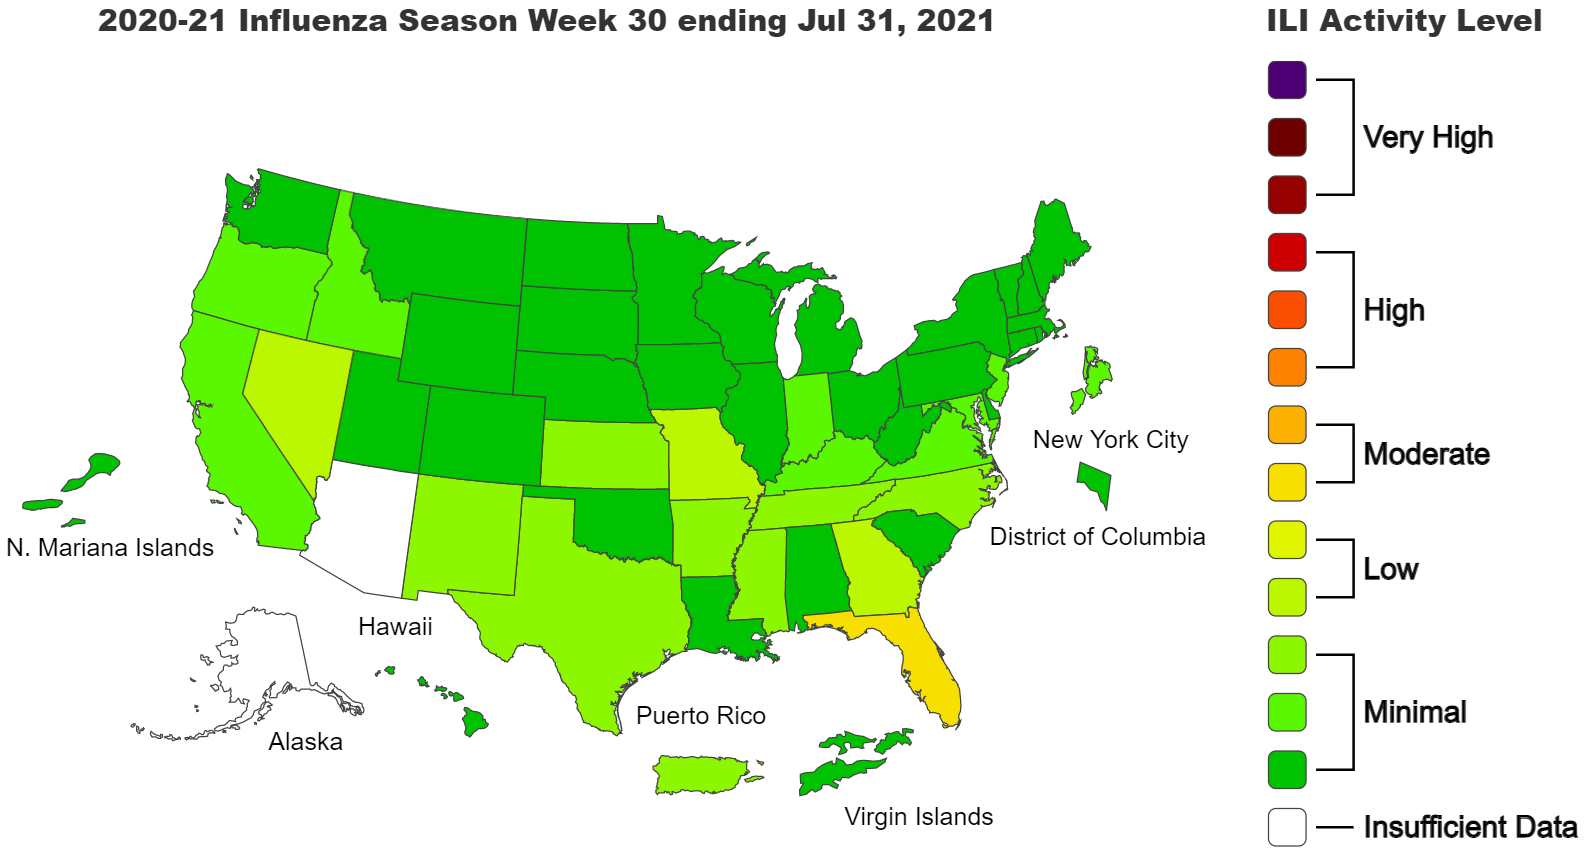 2020-21 Influenza Season Week 30 ending Jul 31, 2021
ILI Activity Level
Very High
High
Moderate
Low
Minimal
Insufficient Data
New York City
District of Columbia
N. Mariana Islands
Hawaii
Alaska
Puerto Rico
Virgin Islands